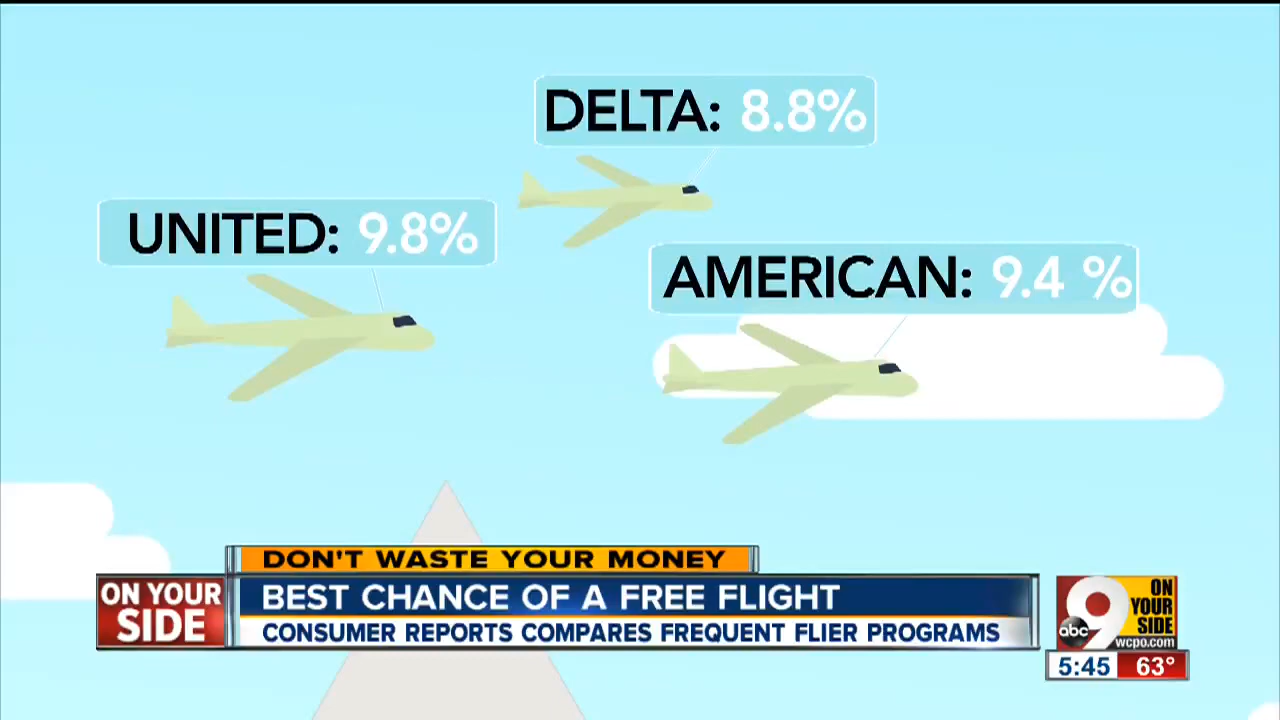 DELTA: 8.8%
UNITED: 9.8%
AMERICAN: 9.4 %
DON'T WASTE YOUR MONEY
ON YOUR
SIDE
BEST CHANCE OF A FREE FLIGHT
CONSUMER REPORTS COMPARES FREQUENT FLIER PROGRAMS
abc 9
ON
YOUR
SIDE
wcpo.com
5:45 63°